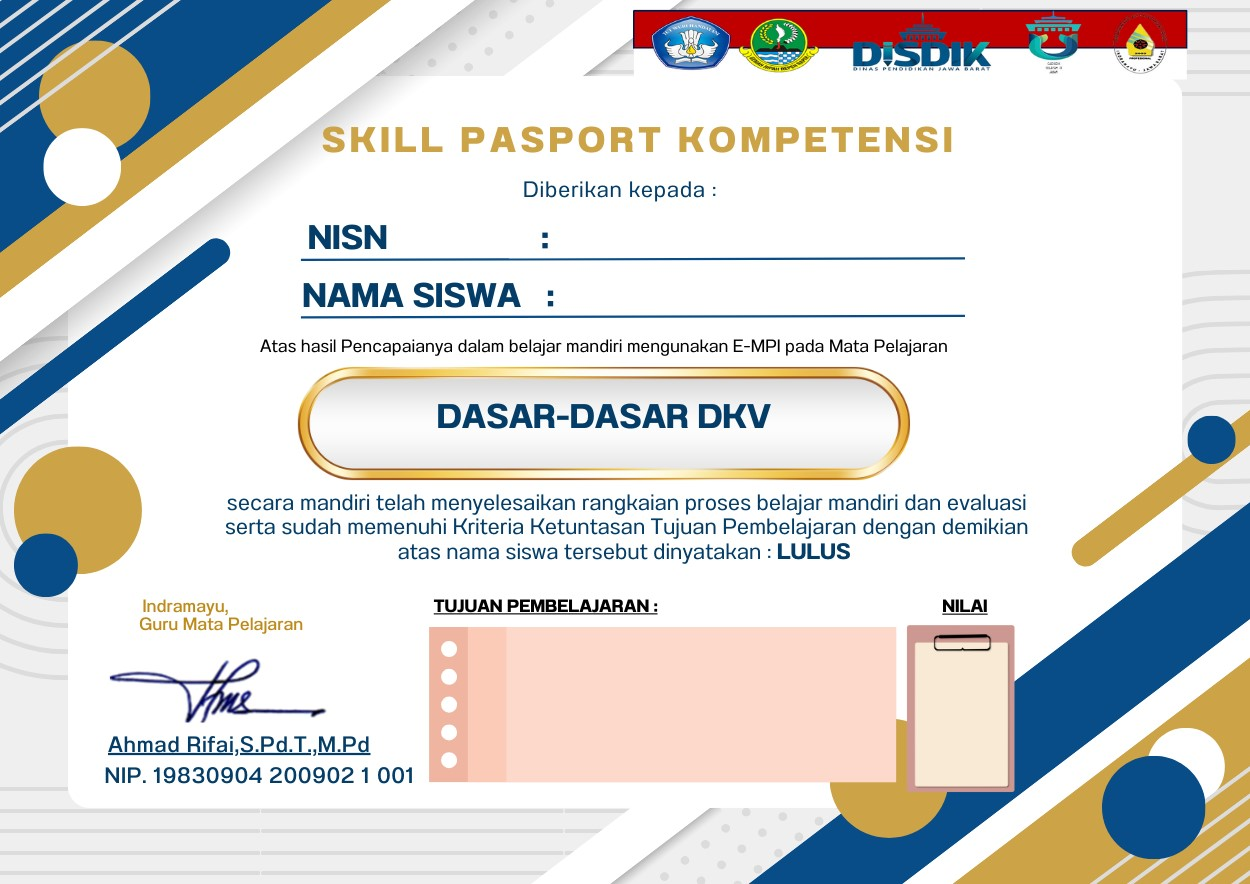 TUT WURI HANDAYANI
DISDIK
DINAS PENDIDIKAN JAWA BARAT
SKILL PASPORT KOMPETENSI
Diberikan kepada :
NISN :
NAMA SISWA :
Atas hasil Pencapaianya dalam belajar mandiri mengunakan E-MPI pada Mata Pelajaran
DASAR-DASAR DKV
secara mandiri telah menyelesaikan rangkaian proses belajar mandiri dan evaluasi
serta sudah memenuhi Kriteria Ketuntasan Tujuan Pembelajaran dengan demikian
atas nama siswa tersebut dinyatakan : LULUS
Indramayu,
Guru Mata Pelajaran
Ahmad Rifai,S.Pd.T.,M.Pd
NIP. 19830904 200902 1 001
TUJUAN PEMBELAJARAN :
NILAI